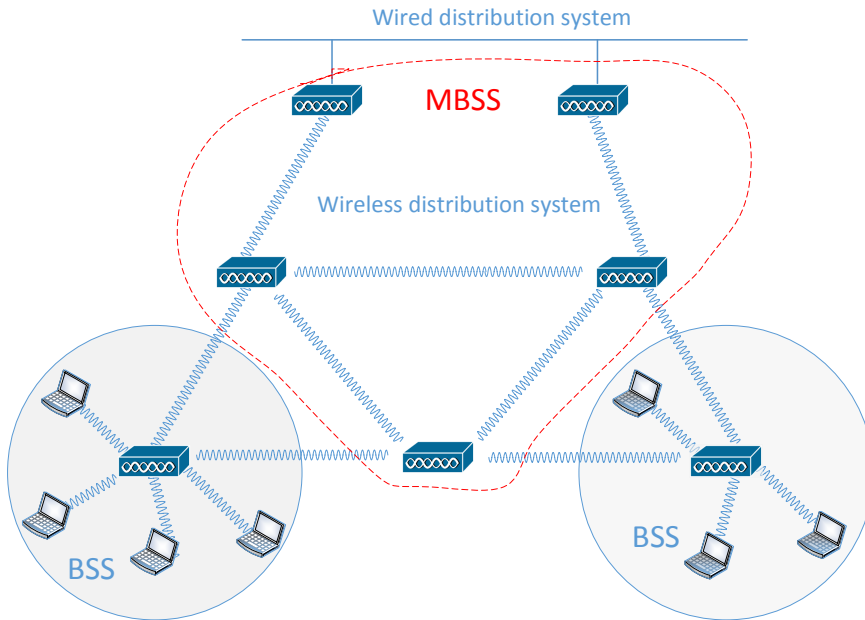 Wired distribution system
MBSS
Wireless distribution system
BSS
BSS